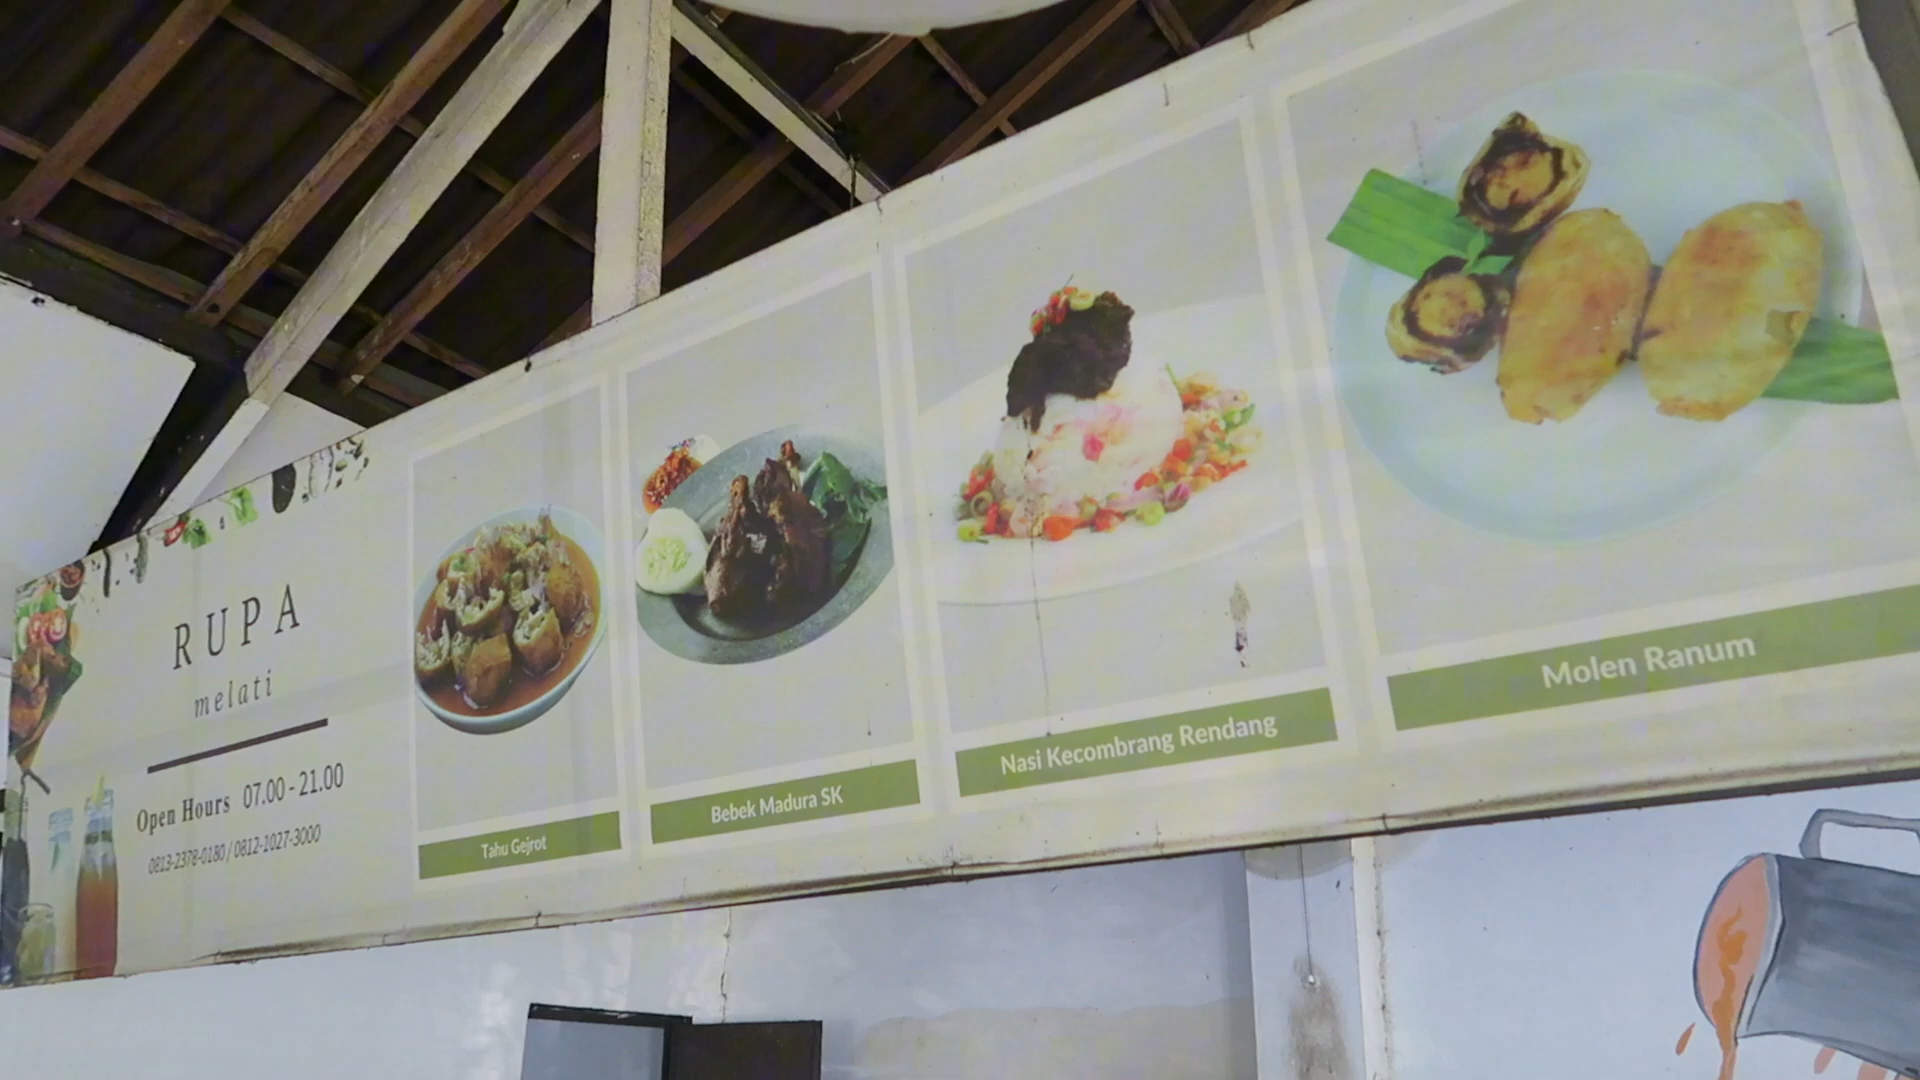 RUPA
melati
Open Hours 07.00 - 21.00
0813-2378-0180 / 0812-1027-3000
Tahu Gejrot
Bebek Madura SK
Nasi Kecombrang Rendang
Molen Ranum